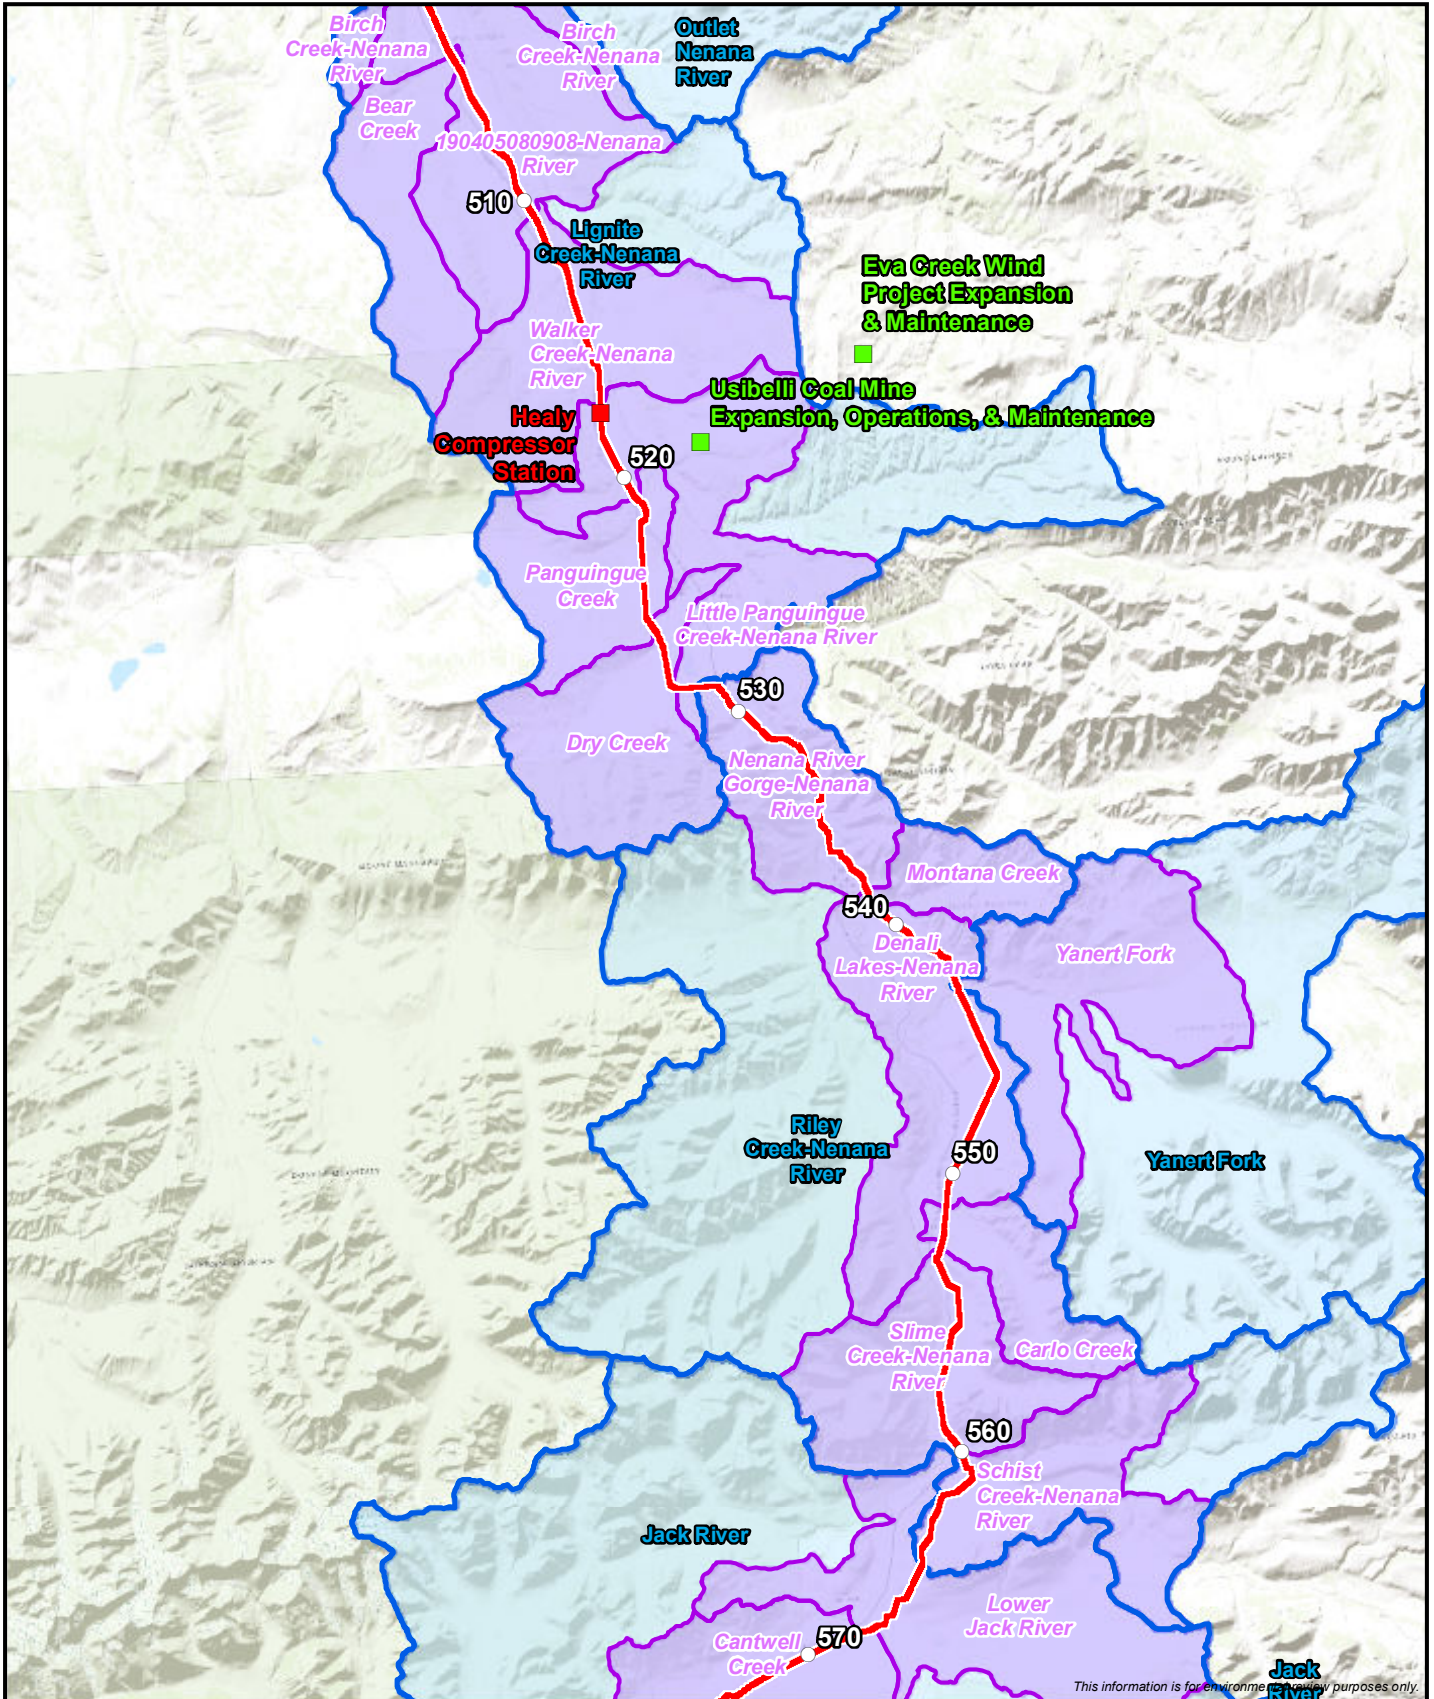 Birch
Creek-Nenana
River
Birch
Creek-Nenana
River
Outlet
Nenana
River
Bear
Creek
190405080908-Nenana
River
510
Lignite
Creek-Nenana
River
Eva Creek Wind
Project Expansion
& Maintenance
Walker
Creek-Nenana
River
Usibelli Coal Mine
Expansion, Operations, & Maintenance
Healy
Compressor
Station
520
Panguingue
Creek
Little Panguingue
Creek-Nenana River
530
Dry Creek
Nenana River
Gorge-Nenana
River
Montana Creek
540
Denali
Lakes-Nenana
River
Yanert Fork
Riley
Creek-Nenana
River
550
Yanert Fork
Slime
Creek-Nenana
River
Carlo Creek
560
Schist
Creek-Nenana
River
Jack River
Lower
Jack River
Cantwell
Creek
570
Jack
River
This information is for environmental review purposes only.